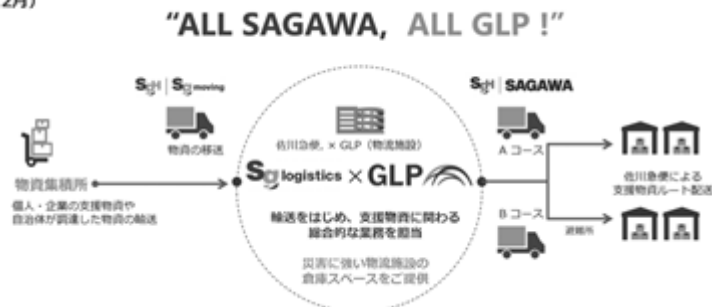 2月）
“ALL SAGAWA, ALL GLP !”
SGH | SG moving
物資の移送
物資集積所
個人・企業の支援物資や
自治体が調達した物資の輸送
佐川急便 × GLP（物流施設）
SG logistics × GLP
輸送をはじめ、支援物資に関わる
総合的な業務を担当
災害に強い物流施設の
倉庫スペースをご提供
SGH | SAGAWA
A コース
B コース
避難所
佐川急便による
支援物資ルート配送